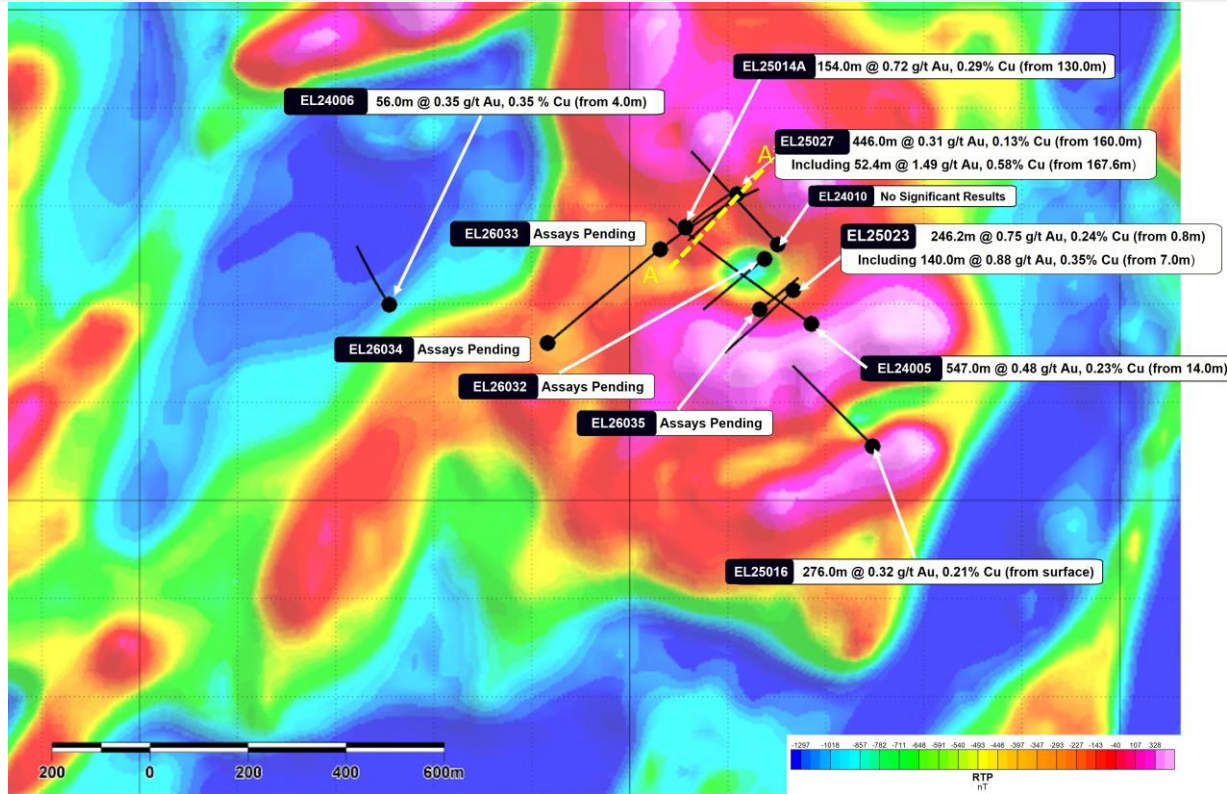 EL25014A 154.0m @ 0.72 g/t Au, 0.29% Cu (from 130.0m)
EL24006 56.0m @ 0.35 g/t Au, 0.35 % Cu (from 4.0m)
EL25027 446.0m @ 0.31 g/t Au, 0.13% Cu (from 160.0m)
Including 52.4m @ 1.49 g/t Au, 0.58% Cu (from 167.6m)
A'
EL24010 No Significant Results
EL26033 Assays Pending
EL25023 246.2m @ 0.75 g/t Au, 0.24% Cu (from 0.8m)
Including 140.0m @ 0.88 g/t Au, 0.35% Cu (from 7.0m)
A
EL26034 Assays Pending
EL24005 547.0m @ 0.48 g/t Au, 0.23% Cu (from 14.0m)
EL26032 Assays Pending
EL26035 Assays Pending
EL25016 276.0m @ 0.32 g/t Au, 0.21% Cu (from surface)
200 0 200 400 600m
-1297 -1018 -857 -782 -711 -648 -591 -540 -493 -446 -397 -347 -293 -227 -143 -40 107 328
RTP
nT